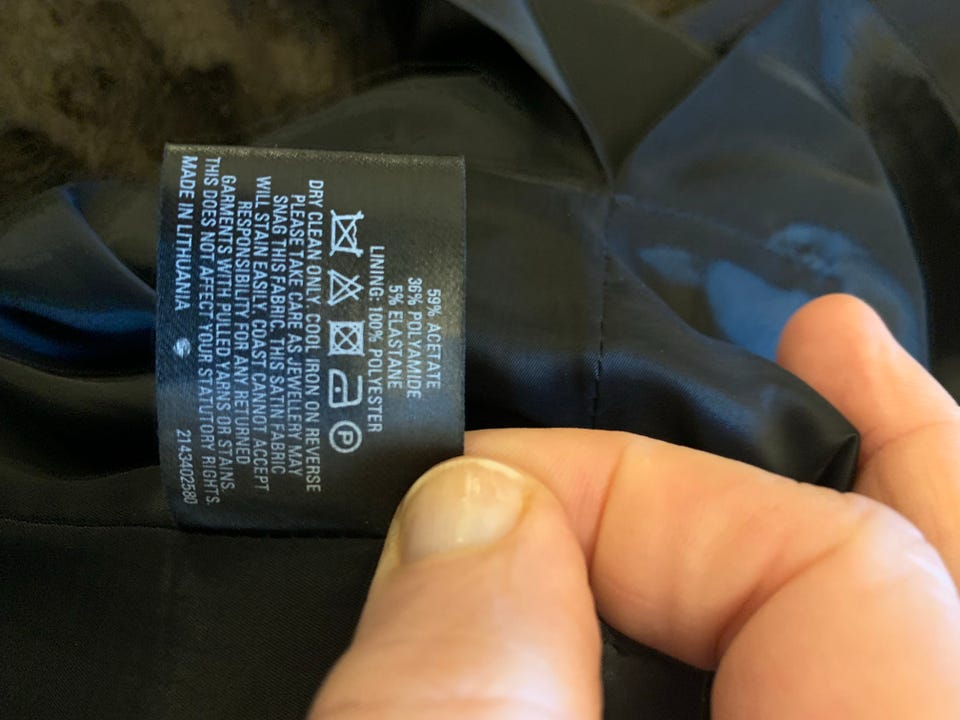 59% ACETATE
36% POLYAMIDE
5% ELASTANE
LINING: 100% POLYESTER
P
DRY CLEAN ONLY. COOL IRON ON REVERSE
PLEASE TAKE CARE AS JEWELLERY MAY
SNAG THIS FABRIC. THIS SATIN FABRIC
WILL STAIN EASILY. COAST CANNOT ACCEPT
RESPONSIBILITY FOR ANY RETURNED
GARMENTS WITH PULLED YARNS OR STAINS.
THIS DOES NOT AFFECT YOUR STATUTORY RIGHTS.
MADE IN LITHUANIA S 2143402580